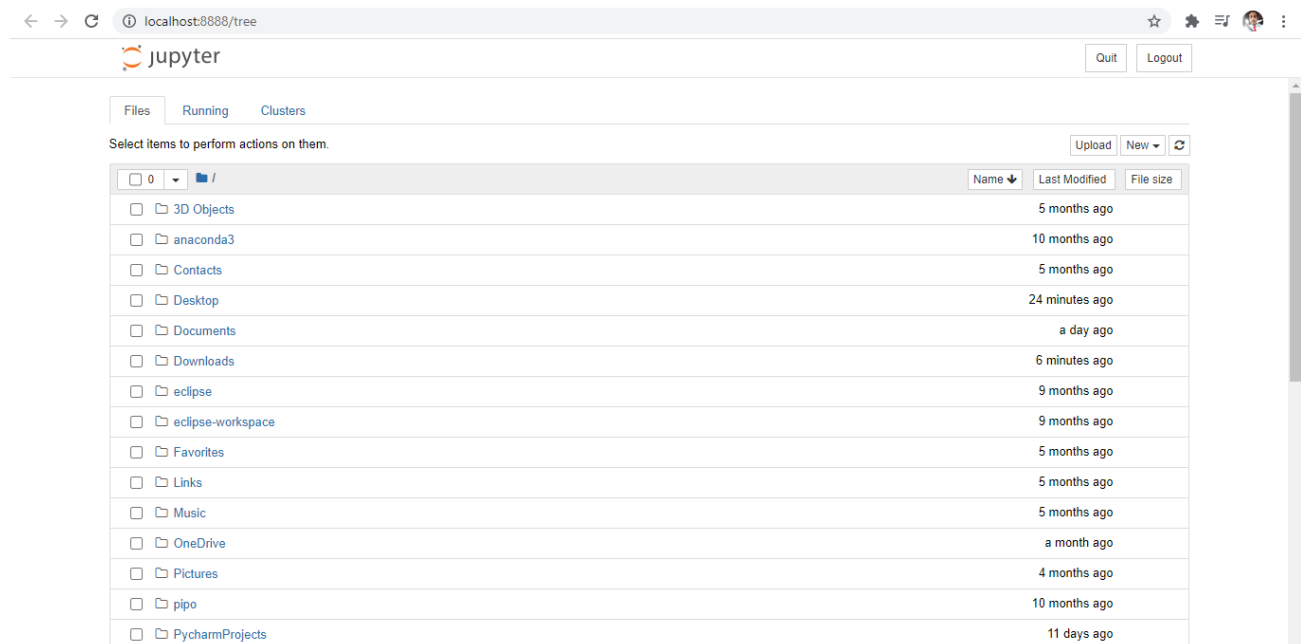 localhost:8888/tree
jupyter
Quit Logout
Files Running Clusters
Select items to perform actions on them.
Upload New
0 /
Name Last Modified File size
3D Objects 5 months ago
anaconda3 10 months ago
Contacts 5 months ago
Desktop 24 minutes ago
Documents a day ago
Downloads 6 minutes ago
eclipse 9 months ago
eclipse-workspace 9 months ago
Favorites 5 months ago
Links 5 months ago
Music 5 months ago
OneDrive a month ago
Pictures 4 months ago
pipo 10 months ago
PycharmProjects 11 days ago